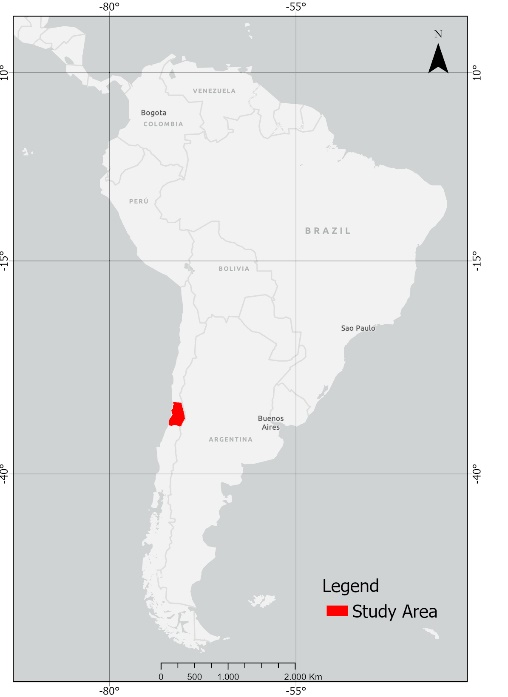 -80°
-55°
N
10°
10°
VENEZUELA
Bogota
COLOMBIA
PERÚ
BRAZIL
-15°
-15°
BOLIVIA
Sao Paulo
Buenos
Aires
ARGENTINA
-40°
-40°
Legend
Study Area
0 500 1.000 2.000 Km
-80°
-55°